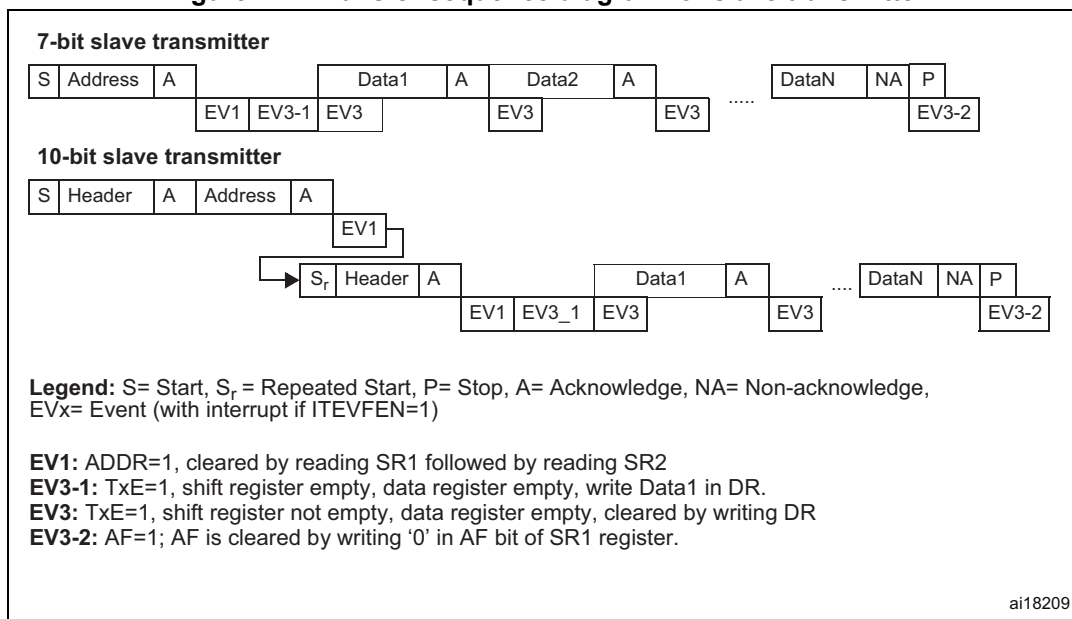 7-bit slave transmitter
S Address A Data1 A Data2 A ..... DataN NA P
EV1 EV3-1 EV3 EV3 EV3 EV3-2
10-bit slave transmitter
S Header A Address A
EV1
Sr Header A Data1 A .... DataN NA P
EV1 EV3_1 EV3 EV3 EV3-2
Legend: S= Start, Sr = Repeated Start, P= Stop, A= Acknowledge, NA= Non-acknowledge,
EVx= Event (with interrupt if ITEVFEN=1)
EV1: ADDR=1, cleared by reading SR1 followed by reading SR2
EV3-1: TxE=1, shift register empty, data register empty, write Data1 in DR.
EV3: TxE=1, shift register not empty, data register empty, cleared by writing DR
EV3-2: AF=1; AF is cleared by writing ‘0’ in AF bit of SR1 register.
ai18209